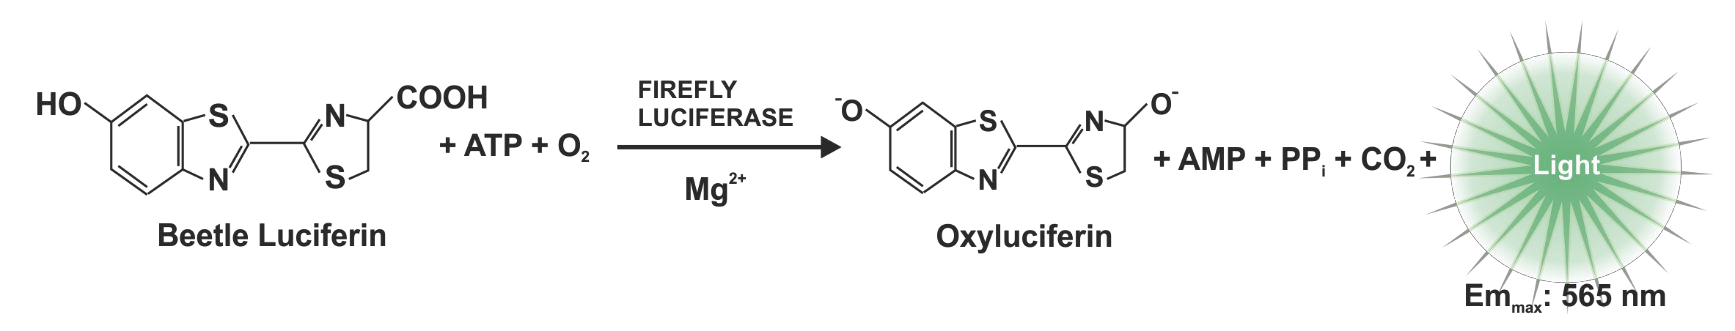 HO
S
N
N
S
COOH
+ ATP + O₂
Beetle Luciferin
FIREFLY
LUCIFERASE
Mg²⁺
⁻O
S
N
N
S
O⁻
+ AMP + PPᵢ + CO₂ +
Oxyluciferin
Light
Emmax: 565 nm